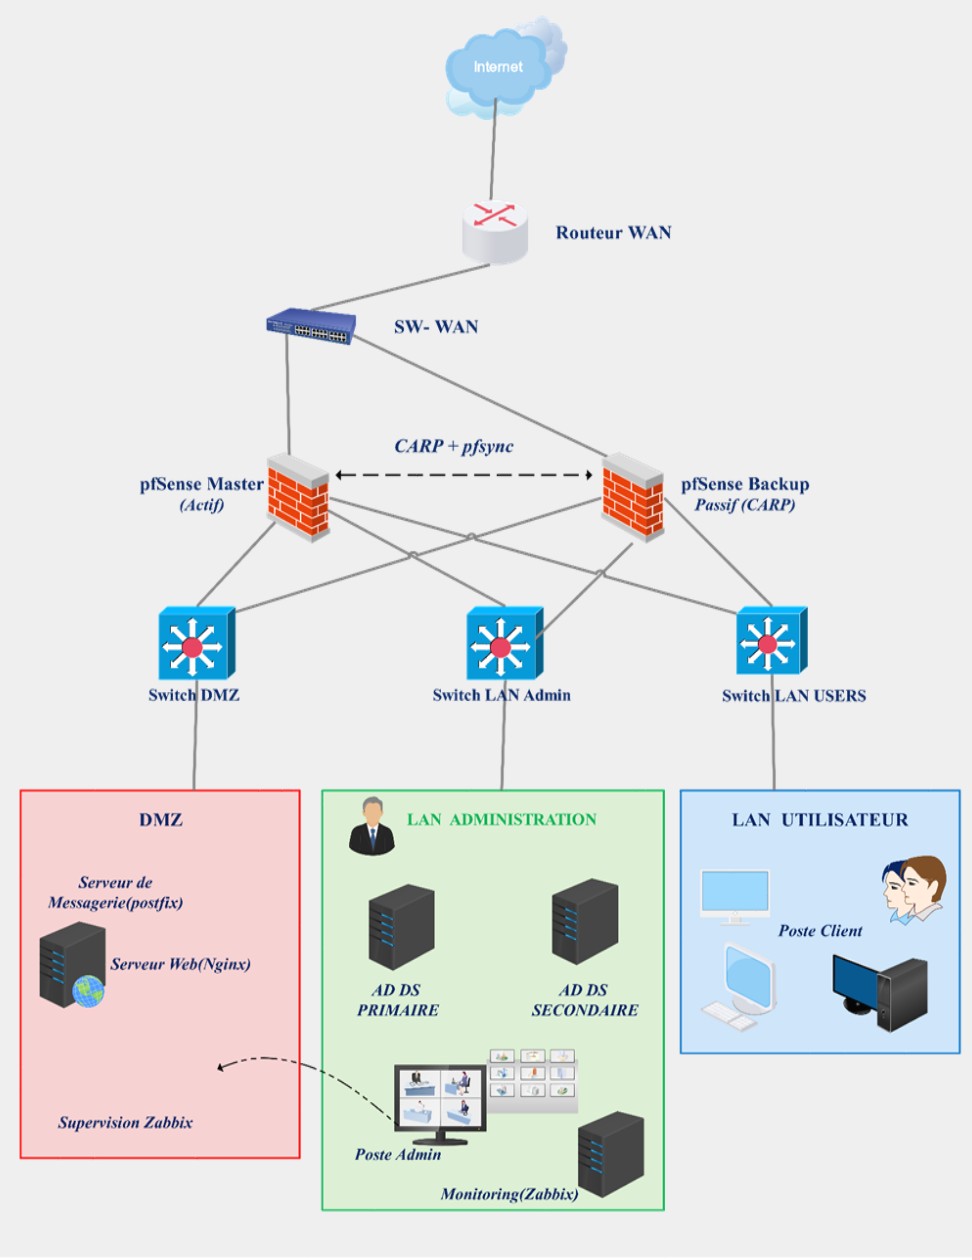 Internet
Routeur WAN
SW- WAN
CARP + pfsync
pfSense Master
(Actif)
pfSense Backup
Passif (CARP)
Switch DMZ
Switch LAN Admin
Switch LAN USERS
DMZ
Serveur de
Messagerie(postfix)
Serveur Web(Nginx)
Supervision Zabbix
LAN ADMINISTRATION
AD DS
PRIMAIRE
AD DS
SECONDAIRE
Poste Admin
Monitoring(Zabbix)
LAN UTILISATEUR
Poste Client